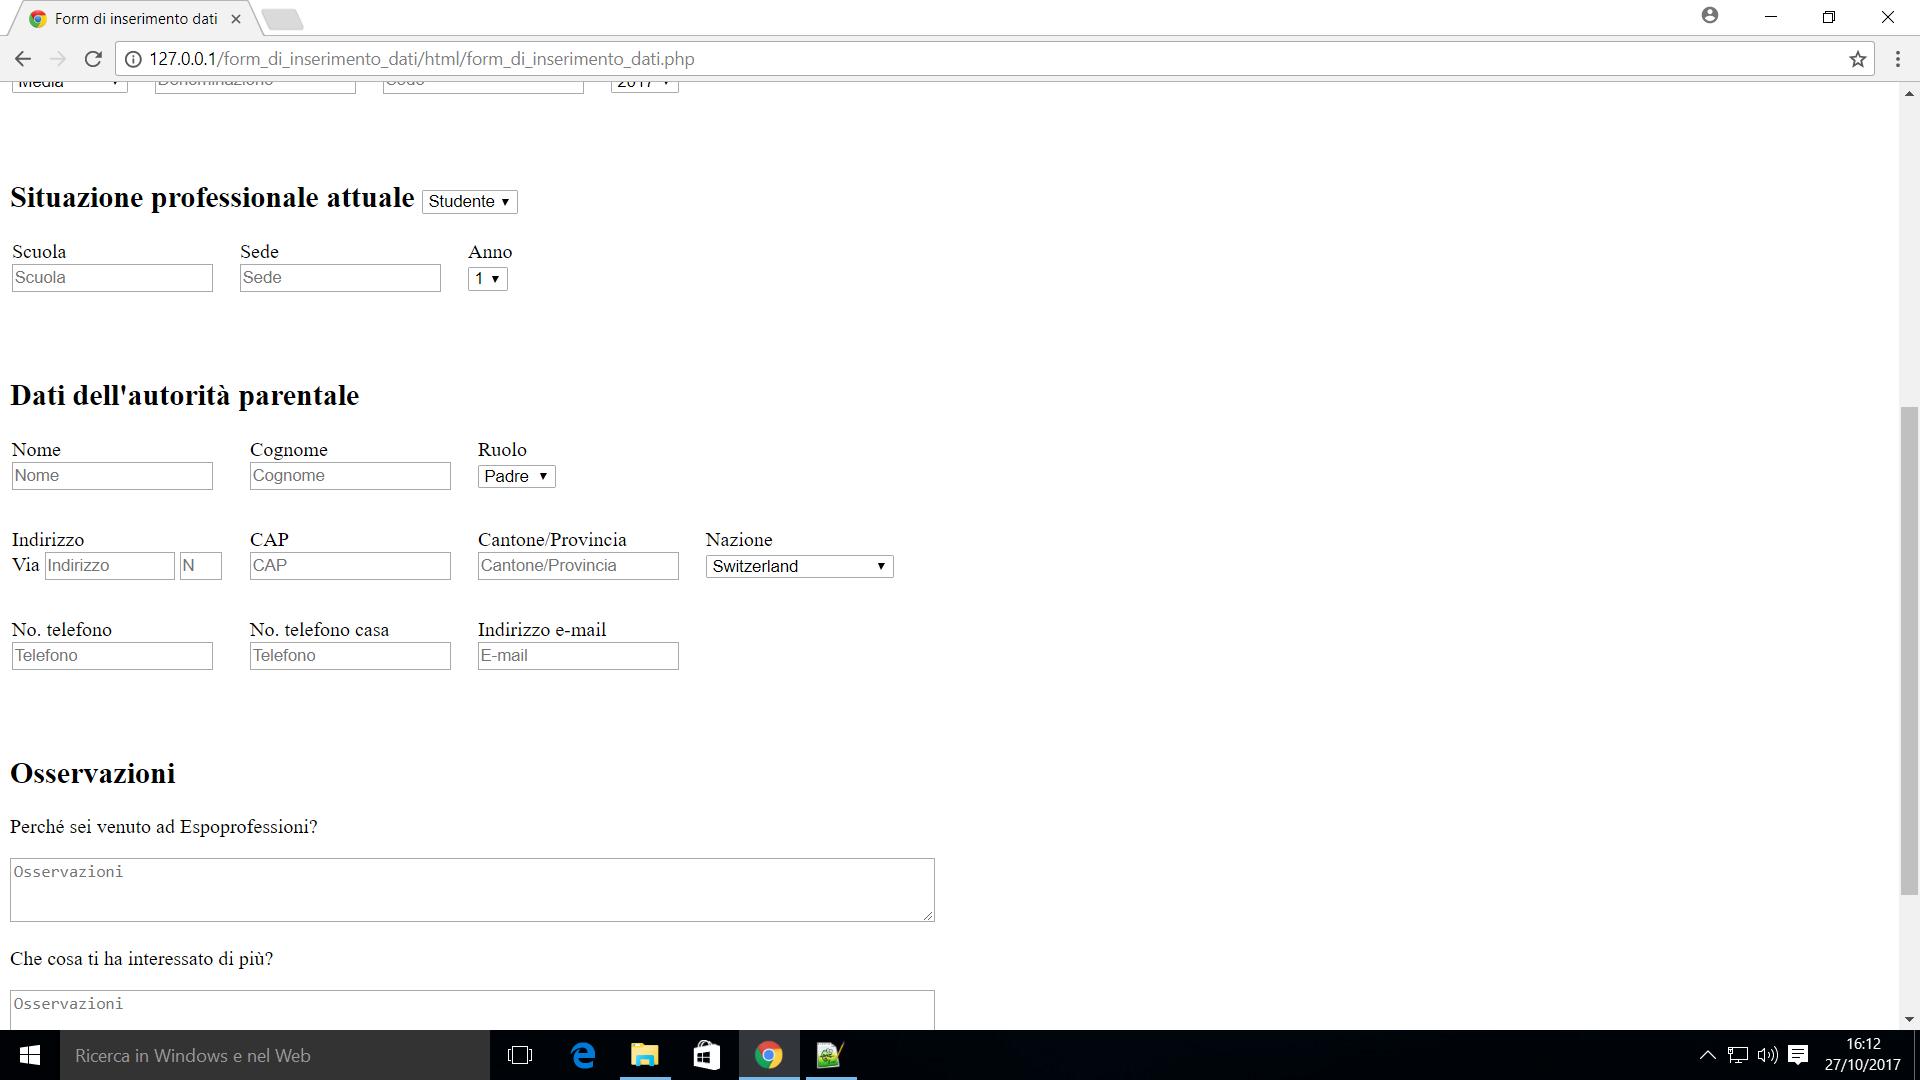 Form di inserimento dati
127.0.0.1/form_di_inserimento_dati/html/form_di_inserimento_dati.php
Media Denominazione Sede 2017
Situazione professionale attuale Studente
Scuola Sede Anno
Scuola Sede 1
Dati dell'autorità parentale
Nome Cognome Ruolo
Nome Cognome Padre
Indirizzo CAP Cantone/Provincia Nazione
Via Indirizzo N CAP Cantone/Provincia Switzerland
No. telefono No. telefono casa Indirizzo e-mail
Telefono Telefono E-mail
Osservazioni
Perché sei venuto ad Espoprofessioni?
Osservazioni
Che cosa ti ha interessato di più?
Osservazioni
Ricerca in Windows e nel Web
16:12
27/10/2017